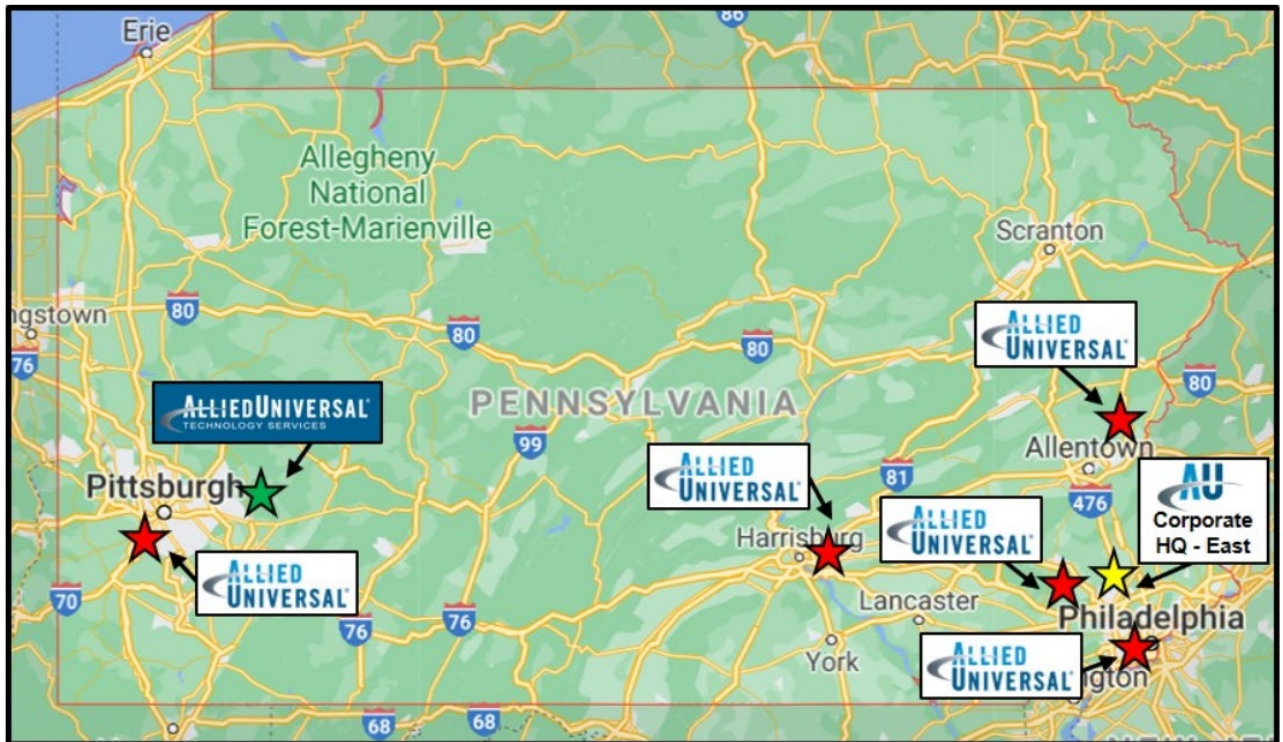 86
Erie
Allegheny
National
Forest-Marienville
Scranton
80
ngstown
80
ALLIED
UNIVERSAL®
76
80
80
ALLIEDUNIVERSAL®
TECHNOLOGY SERVICES
PENNSYLVANIA
99
Allentown
ALLIED
UNIVERSAL®
81
476
AU
Corporate
HQ - East
Pittsburgh
Harrisburg
ALLIED
UNIVERSAL®
ALLIED
UNIVERSAL®
70
Lancaster
Philadelphia
76
76
York
ALLIED
UNIVERSAL®
ngton
68
68